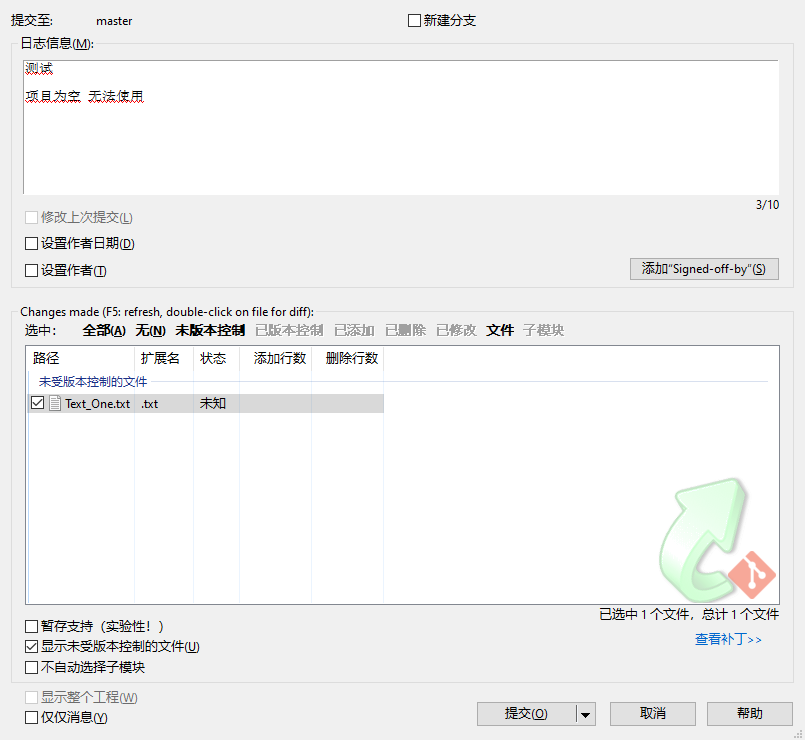 提交至: master 新建分支
日志信息(M):
测试
项目为空 无法使用
3/10
修改上次提交(L)
设置作者日期(D)
设置作者(T) 添加"Signed-off-by"(S)
Changes made (F5: refresh, double-click on file for diff):
选中: 全部(A) 无(N) 未版本控制 已版本控制 已添加 已删除 已修改 文件 子模块
路径 扩展名 状态 添加行数 删除行数
未受版本控制的文件
Text_One.txt .txt 未知
已选中 1 个文件，总计 1 个文件
暂存支持（实验性！）
查看补丁>>
显示未受版本控制的文件(U)
不自动选择子模块
显示整个工程(W)
仅仅消息(Y)
提交(O) 取消 帮助